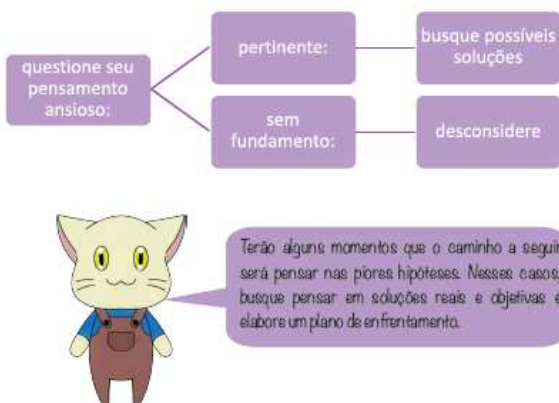 questione seu
pensamento
ansioso:
pertinente:
busque possíveis
soluções
sem
fundamento:
desconsidere
Terão alguns momentos que o caminho a seguir
será pensar nas piores hipóteses. Nesses casos,
busque pensar em soluções reais e objetivas e
elabore um plano de enfrentamento.